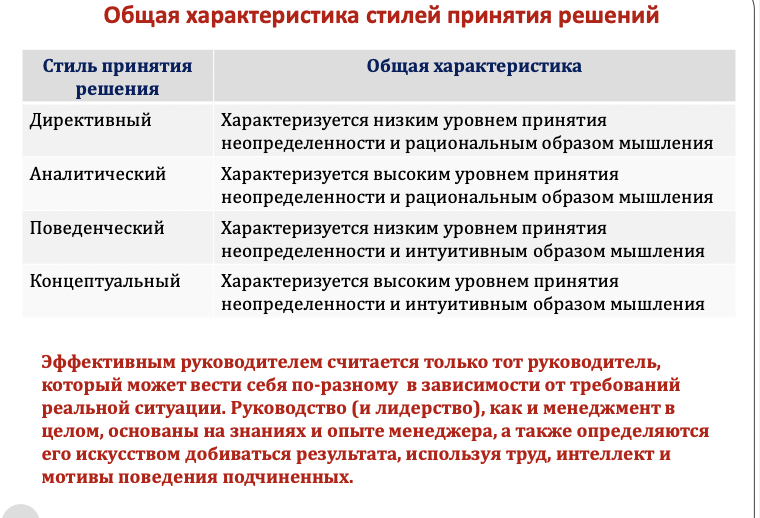 Общая характеристика стилей принятия решений
Стиль принятия
решения
Общая характеристика
Директивный
Характеризуется низким уровнем принятия
неопределенности и рациональным образом мышления
Аналитический
Характеризуется высоким уровнем принятия
неопределенности и рациональным образом мышления
Поведенческий
Характеризуется низким уровнем принятия
неопределенности и интуитивным образом мышления
Концептуальный
Характеризуется высоким уровнем принятия
неопределенности и интуитивным образом мышления
Эффективным руководителем считается только тот руководитель,
который может вести себя по-разному в зависимости от требований
реальной ситуации. Руководство (и лидерство), как и менеджмент в
целом, основаны на знаниях и опыте менеджера, а также определяются
его искусством добиваться результата, используя труд, интеллект и
мотивы поведения подчиненных.